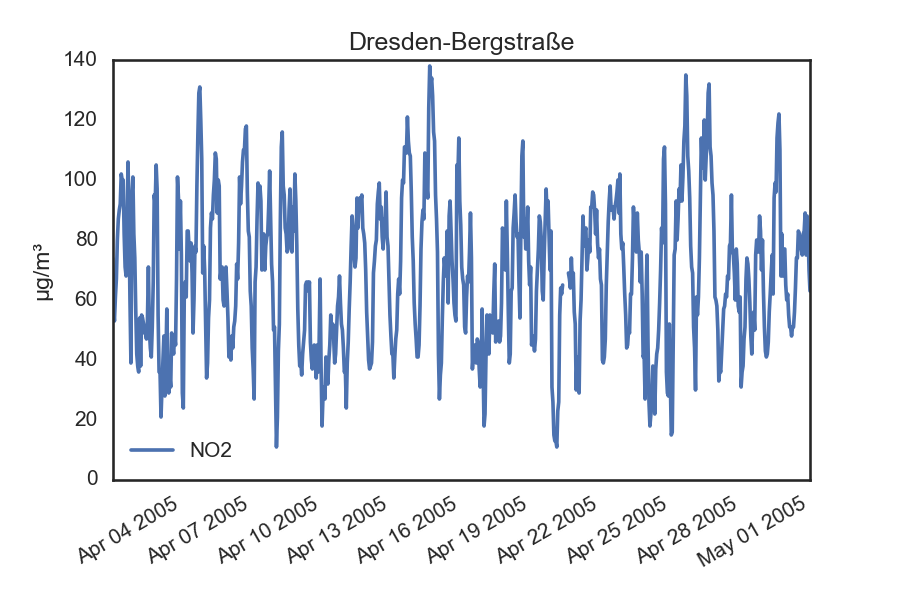 Dresden-Bergstraße
140
120
100
80
60
40
20
0
µg/m³
NO2
Apr 04 2005
Apr 07 2005
Apr 10 2005
Apr 13 2005
Apr 16 2005
Apr 19 2005
Apr 22 2005
Apr 25 2005
Apr 28 2005
May 01 2005